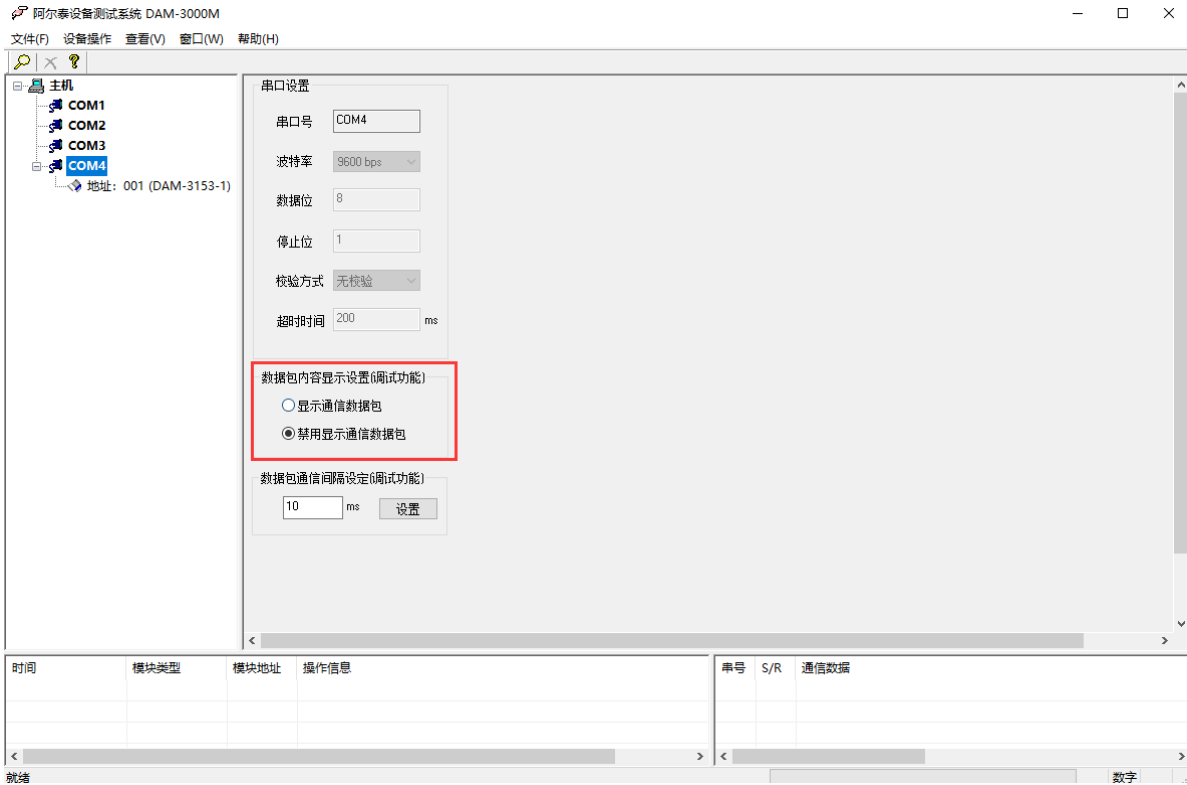 阿尔泰设备测试系统 DAM-3000M
文件(F) 设备操作 查看(V) 窗口(W) 帮助(H)
主机
COM1
COM2
COM3
COM4
地址：001 (DAM-3153-1)
串口设置
串口号 COM4
波特率 9600 bps
数据位 8
停止位 1
校验方式 无校验
超时时间 200 ms
数据包内容显示设置(调试功能)
显示通信数据包
禁用显示通信数据包
数据包通信间隔设定(调试功能)
10 ms 设置
时间 模块类型 模块地址 操作信息
串号 S/R 通信数据
就绪 数字